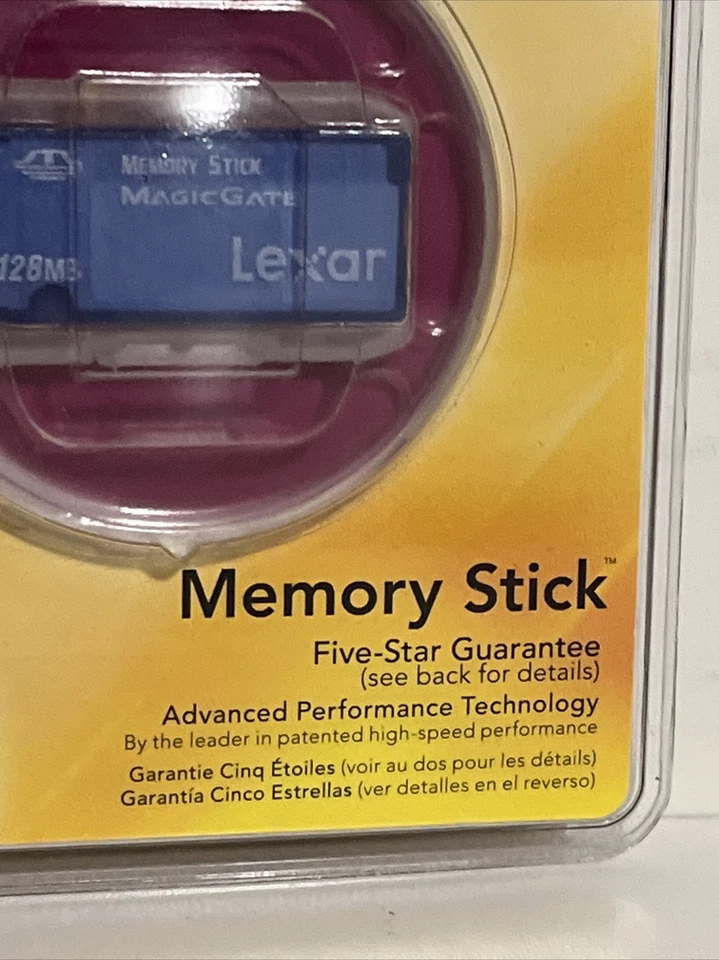 MEMORY STICK
MAGICGATE
128MB
Lexar
Memory Stick™
Five-Star Guarantee
(see back for details)
Advanced Performance Technology
By the leader in patented high-speed performance
Garantie Cinq Étoiles (voir au dos pour les détails)
Garantía Cinco Estrellas (ver detalles en el reverso)